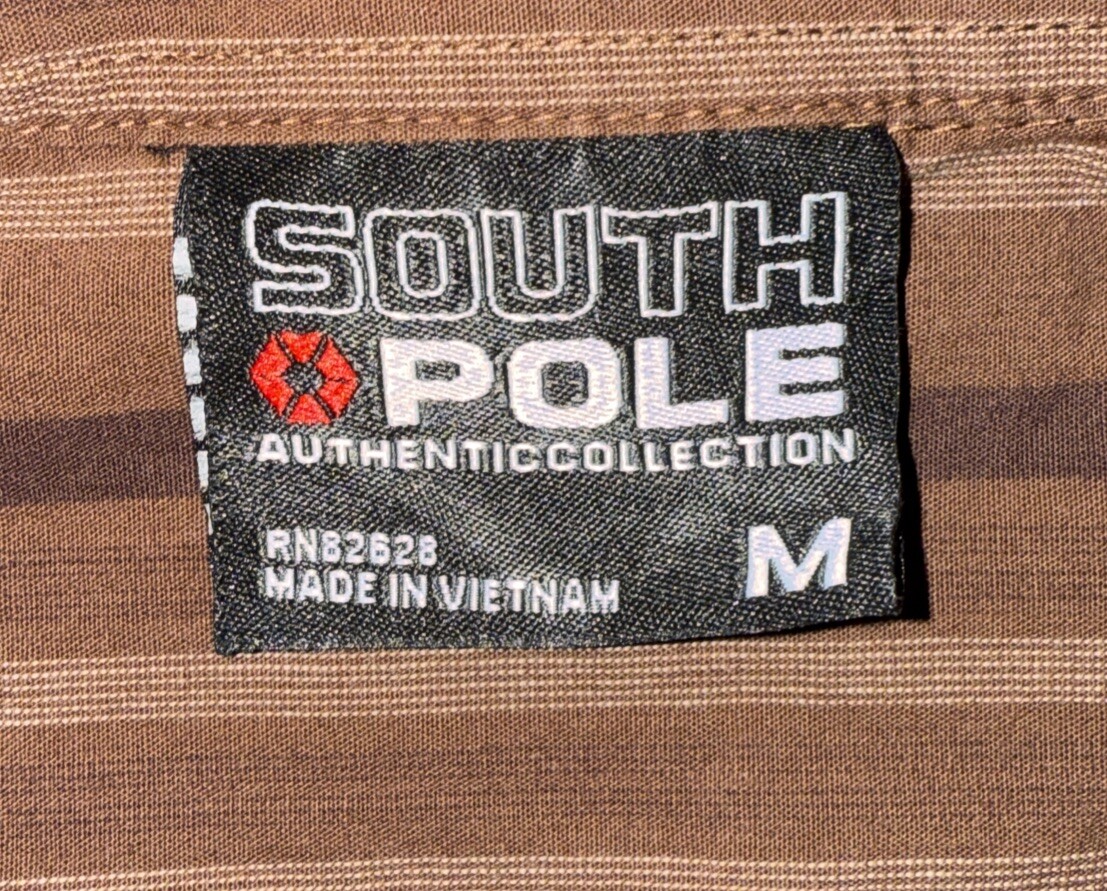 SOUTH
POLE
AUTHENTICCOLLECTION
RN82628
MADE IN VIETNAM
M